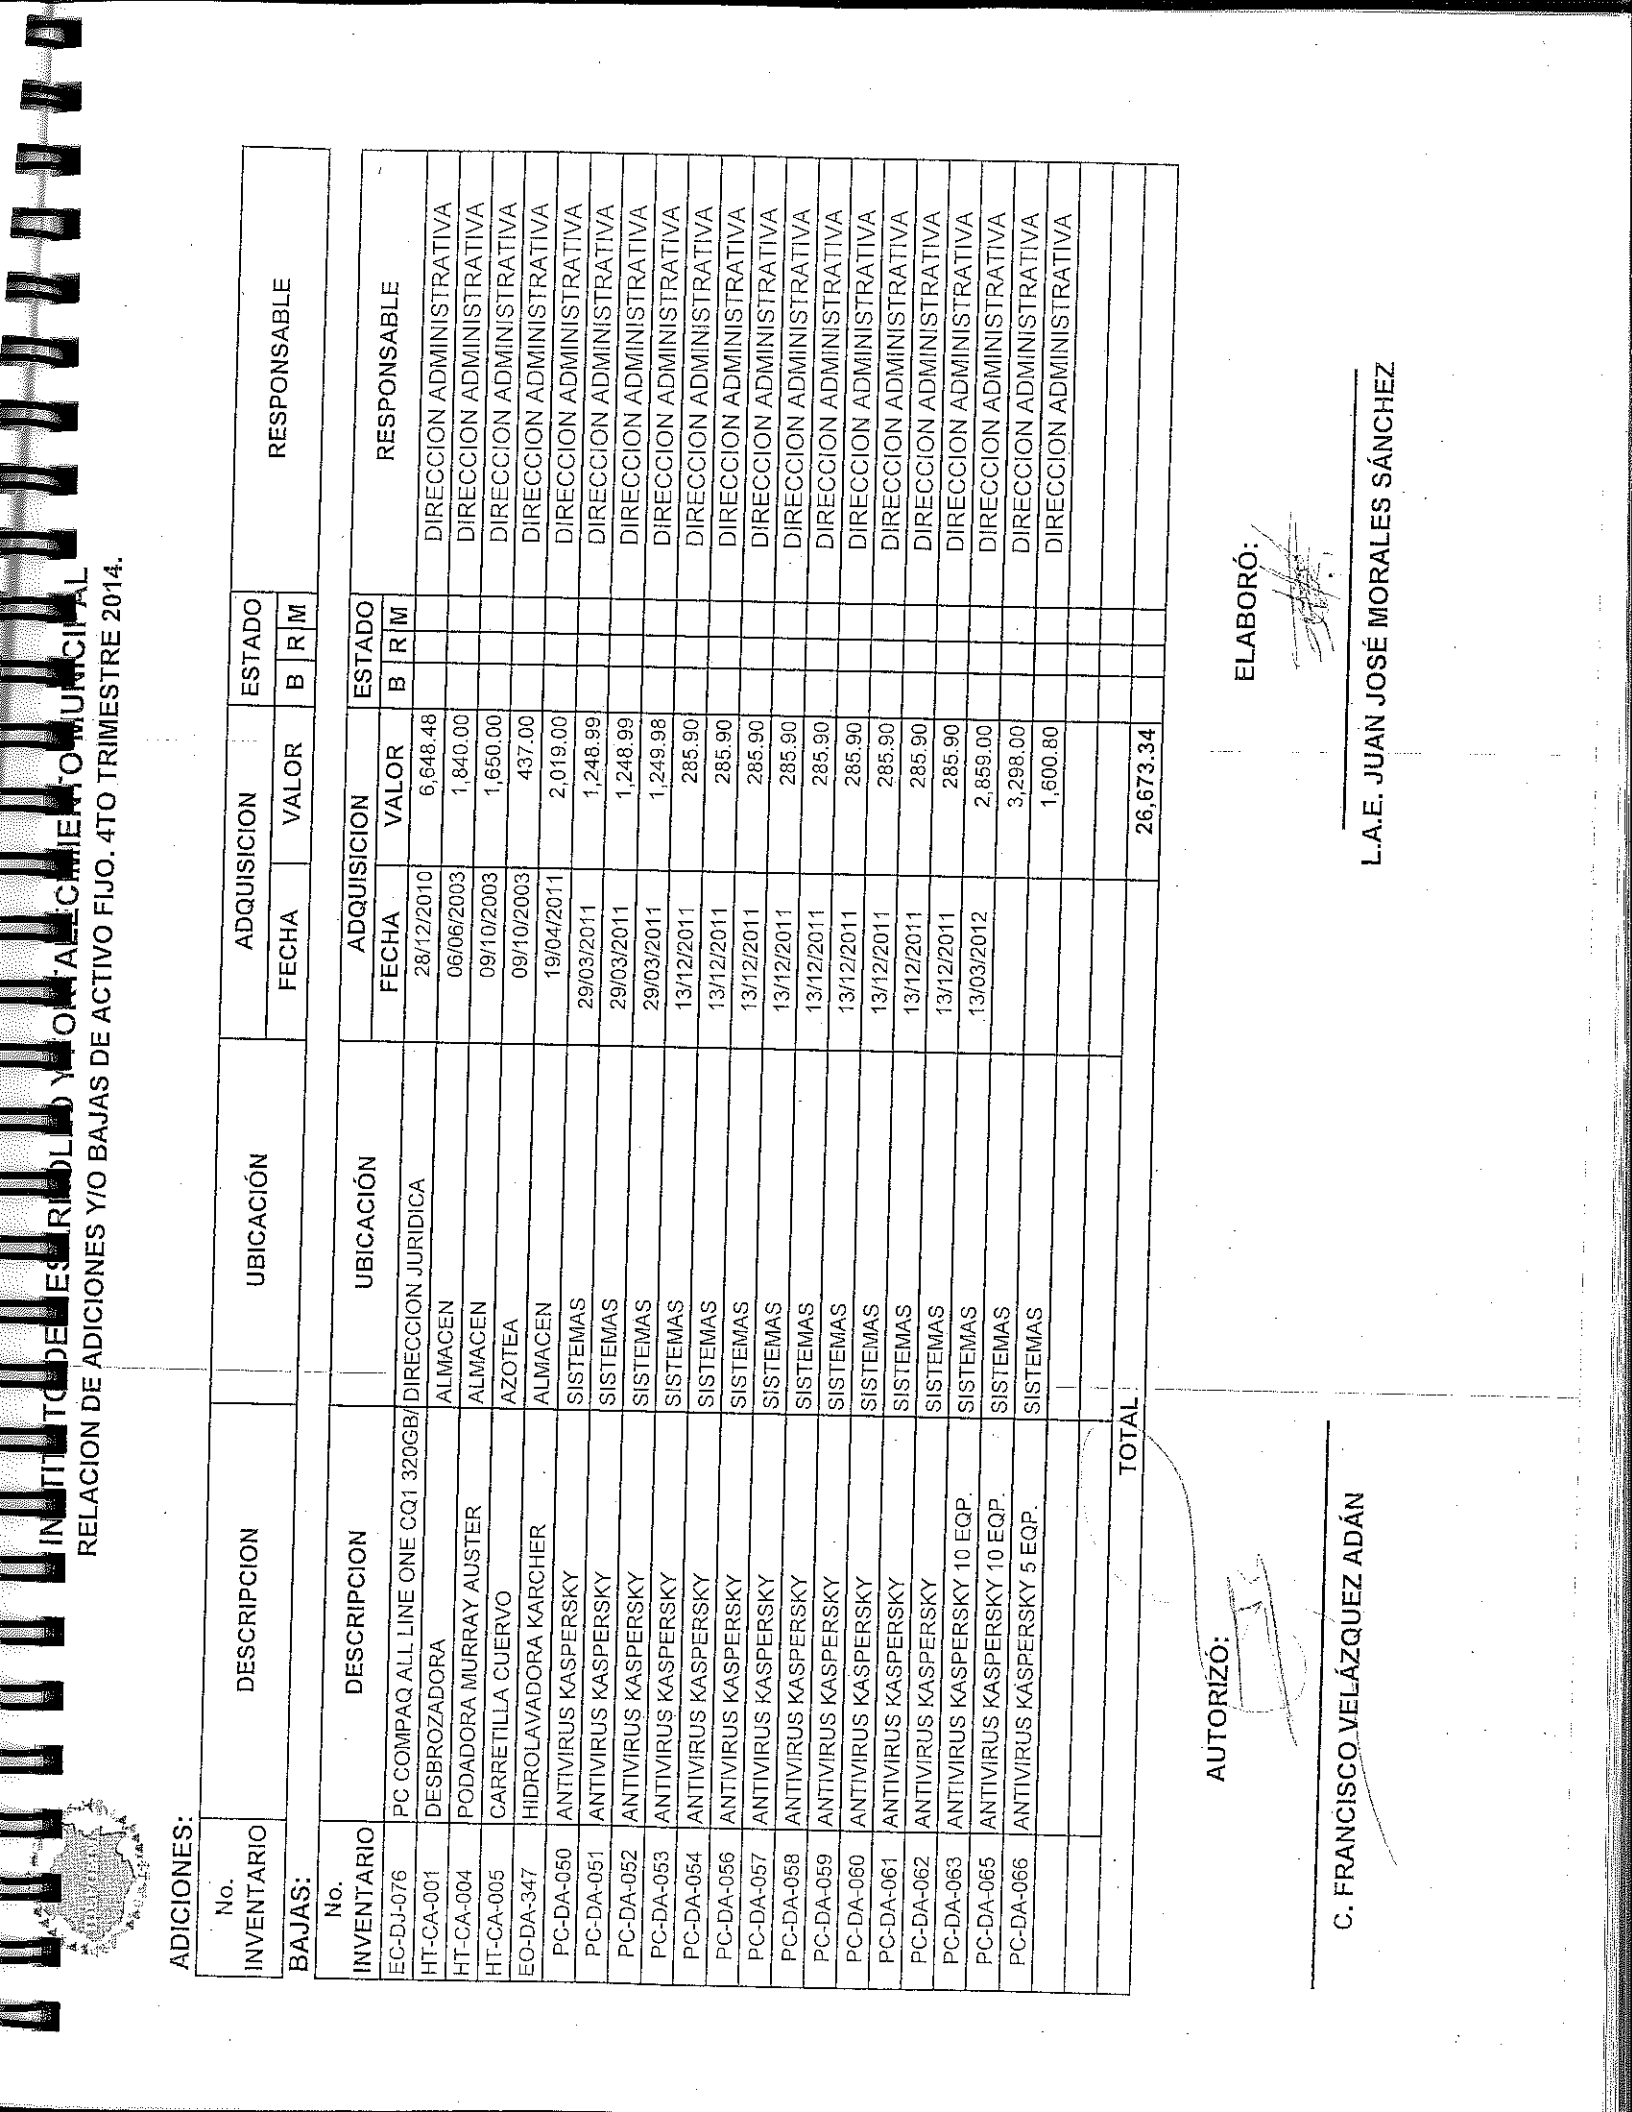 INSTITUTO DE DESARROLLO Y FORTALECIMIENTO MUNICIPAL
RELACION DE ADICIONES Y/O BAJAS DE ACTIVO FIJO. 4TO TRIMESTRE 2014.
ADICIONES:
No. INVENTARIO DESCRIPCION UBICACIÓN ADQUISICION ESTADO RESPONSABLE
FECHA VALOR B R M
BAJAS:
No. INVENTARIO DESCRIPCION UBICACIÓN ADQUISICION ESTADO RESPONSABLE
FECHA VALOR B R M
EC-DJ-076 PC COMPAQ ALL LINE ONE CQ1 320GB/ DIRECCION JURIDICA 28/12/2010 6,648.48 DIRECCION ADMINISTRATIVA
HT-CA-001 DESBROZADORA ALMACEN 06/06/2003 1,840.00 DIRECCION ADMINISTRATIVA
HT-CA-004 PODADORA MURRAY AUSTER ALMACEN 09/10/2003 1,650.00 DIRECCION ADMINISTRATIVA
HT-CA-005 CARRETILLA CUERVO AZOTEA 09/10/2003 437.00 DIRECCION ADMINISTRATIVA
EO-DA-347 HIDROLAVADORA KARCHER ALMACEN 19/04/2011 2,019.00 DIRECCION ADMINISTRATIVA
PC-DA-050 ANTIVIRUS KASPERSKY SISTEMAS 29/03/2011 1,248.99 DIRECCION ADMINISTRATIVA
PC-DA-051 ANTIVIRUS KASPERSKY SISTEMAS 29/03/2011 1,248.99 DIRECCION ADMINISTRATIVA
PC-DA-052 ANTIVIRUS KASPERSKY SISTEMAS 29/03/2011 1,249.98 DIRECCION ADMINISTRATIVA
PC-DA-053 ANTIVIRUS KASPERSKY SISTEMAS 13/12/2011 285.90 DIRECCION ADMINISTRATIVA
PC-DA-054 ANTIVIRUS KASPERSKY SISTEMAS 13/12/2011 285.90 DIRECCION ADMINISTRATIVA
PC-DA-056 ANTIVIRUS KASPERSKY SISTEMAS 13/12/2011 285.90 DIRECCION ADMINISTRATIVA
PC-DA-057 ANTIVIRUS KASPERSKY SISTEMAS 13/12/2011 285.90 DIRECCION ADMINISTRATIVA
PC-DA-058 ANTIVIRUS KASPERSKY SISTEMAS 13/12/2011 285.90 DIRECCION ADMINISTRATIVA
PC-DA-059 ANTIVIRUS KASPERSKY SISTEMAS 13/12/2011 285.90 DIRECCION ADMINISTRATIVA
PC-DA-060 ANTIVIRUS KASPERSKY SISTEMAS 13/12/2011 285.90 DIRECCION ADMINISTRATIVA
PC-DA-061 ANTIVIRUS KASPERSKY SISTEMAS 13/12/2011 285.90 DIRECCION ADMINISTRATIVA
PC-DA-062 ANTIVIRUS KASPERSKY SISTEMAS 13/12/2011 285.90 DIRECCION ADMINISTRATIVA
PC-DA-063 ANTIVIRUS KASPERSKY 10 EQP. SISTEMAS 13/03/2012 2,859.00 DIRECCION ADMINISTRATIVA
PC-DA-065 ANTIVIRUS KASPERSKY 10 EQP. SISTEMAS 3,298.00 DIRECCION ADMINISTRATIVA
PC-DA-066 ANTIVIRUS KASPERSKY 5 EQP. SISTEMAS 1,600.80 DIRECCION ADMINISTRATIVA
TOTAL 26,673.34
AUTORIZÓ: ELABORÓ:
C. FRANCISCO VELÁZQUEZ ADÁN L.A.E. JUAN JOSÉ MORALES SÁNCHEZ